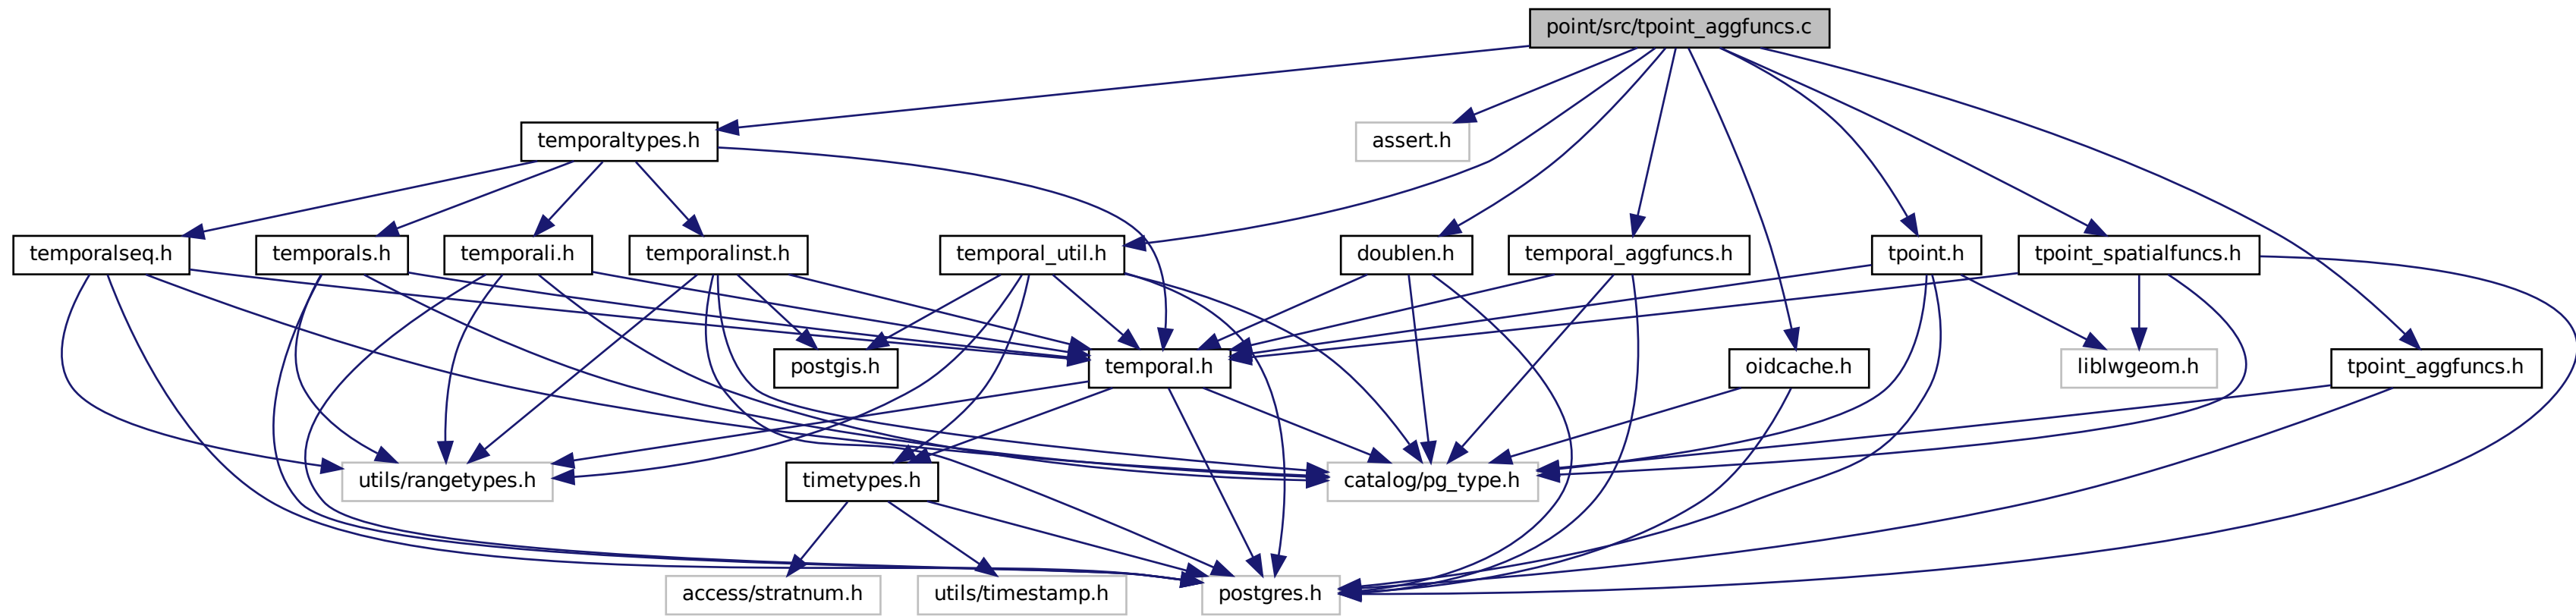 point/src/tpoint_aggfuncs.c
temporaltypes.h
assert.h
temporalseq.h
temporals.h
temporali.h
temporalinst.h
temporal_util.h
doublen.h
temporal_aggfuncs.h
tpoint.h
tpoint_spatialfuncs.h
postgis.h
temporal.h
oidcache.h
liblwgeom.h
tpoint_aggfuncs.h
utils/rangetypes.h
timetypes.h
catalog/pg_type.h
access/stratnum.h
utils/timestamp.h
postgres.h